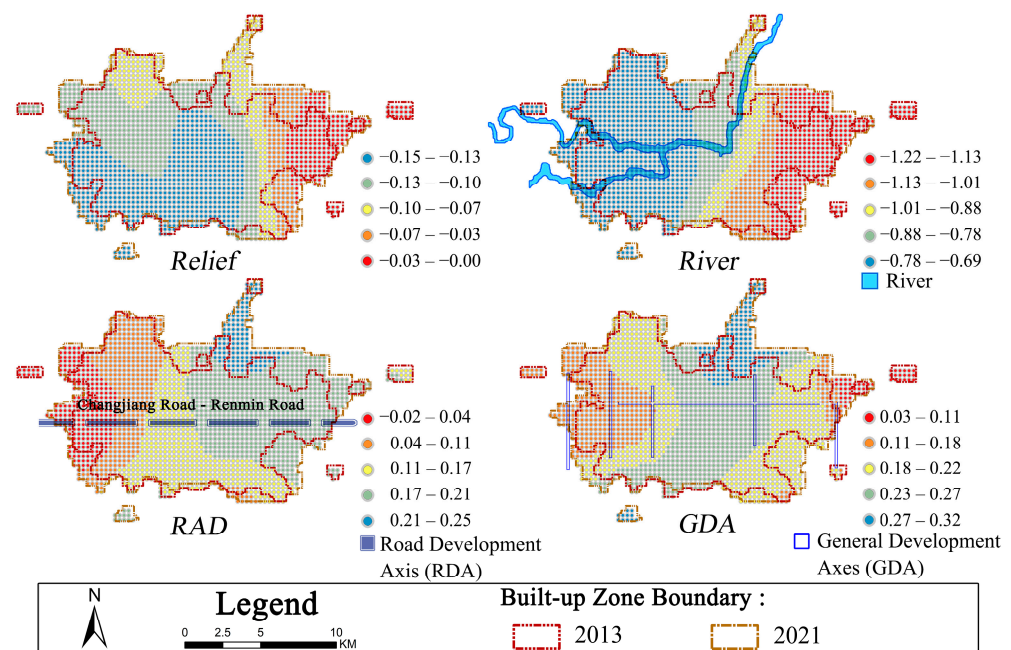 −0.15 – −0.13
−0.13 – −0.10
−0.10 – −0.07
−0.07 – −0.03
−0.03 – −0.00
Relief
−1.22 – −1.13
−1.13 – −1.01
−1.01 – −0.88
−0.88 – −0.78
−0.78 – −0.69
River
River
Changjiang Road - Renmin Road
−0.02 – 0.04
0.04 – 0.11
0.11 – 0.17
0.17 – 0.21
0.21 – 0.25
RAD
Road Development
Axis (RDA)
0.03 – 0.11
0.11 – 0.18
0.18 – 0.22
0.23 – 0.27
0.27 – 0.32
GDA
General Development
Axes (GDA)
N
Legend
0 2.5 5 10
KM
Built-up Zone Boundary :
2013
2021